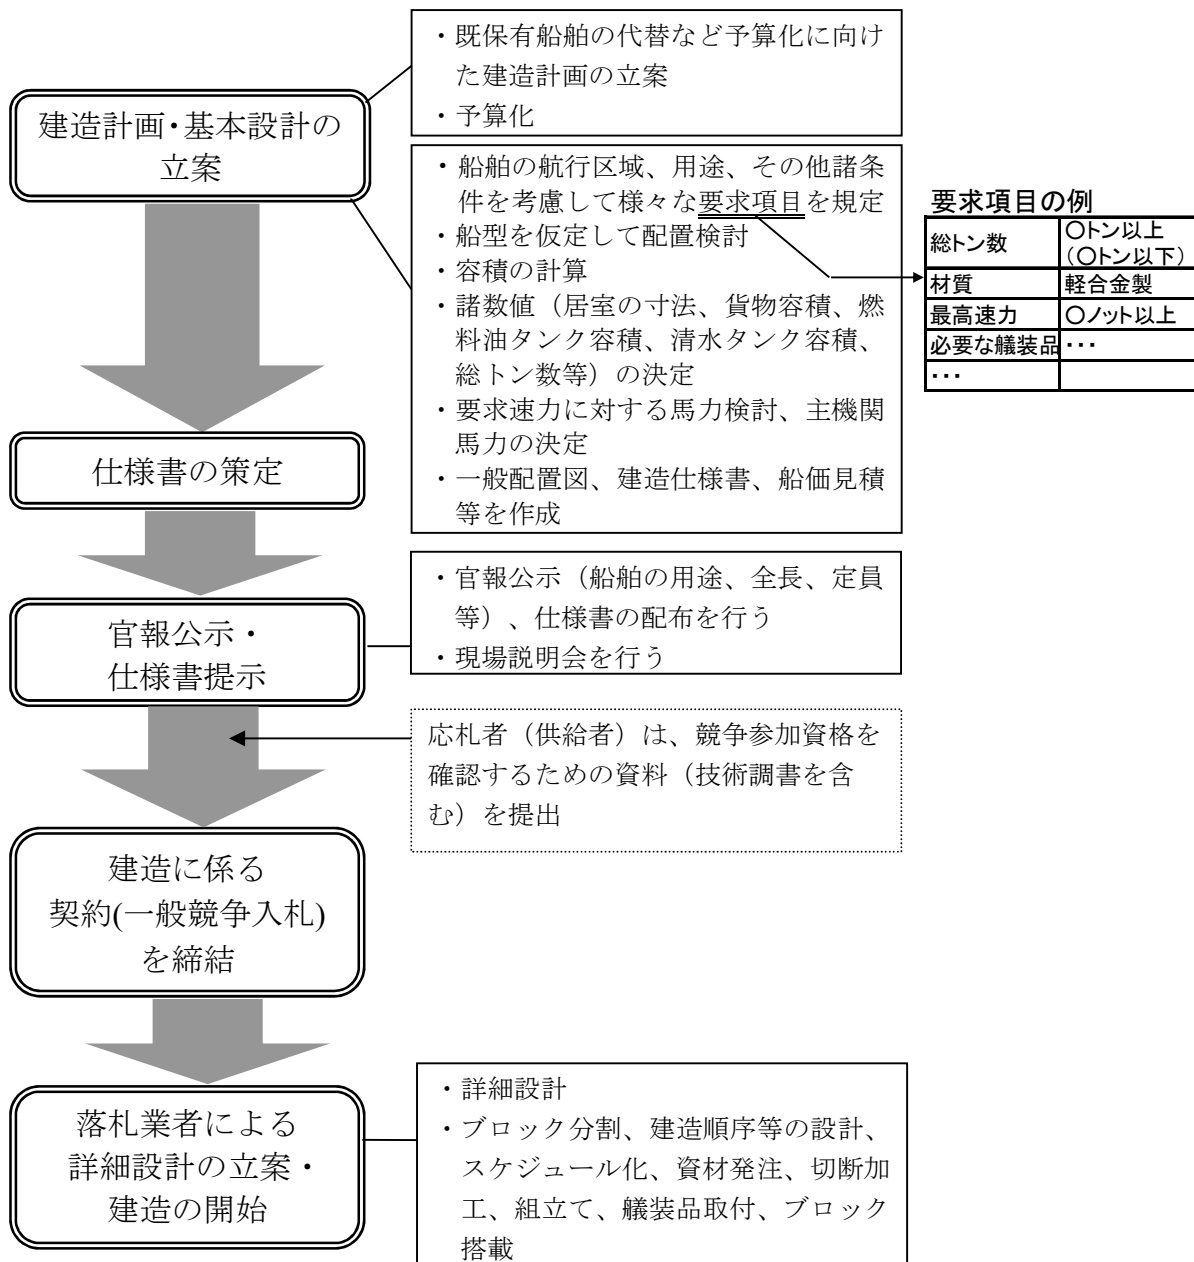 建造計画・基本設計の
立案
・既保有船舶の代替など予算化に向け
た建造計画の立案
・予算化
・船舶の航行区域、用途、その他諸条
件を考慮して様々な要求項目を規定
・船型を仮定して配置検討
・容積の計算
・諸数値（居室の寸法、貨物容積、燃
料油タンク容積、清水タンク容積、
総トン数等）の決定
・要求速力に対する馬力検討、主機関
馬力の決定
・一般配置図、建造仕様書、船価見積
等を作成
要求項目の例
総トン数 〇トン以上
（〇トン以下）
材質 軽合金製
最高速力 〇ノット以上
必要な艤装品 ・・・
・・・
仕様書の策定
官報公示・
仕様書提示
・官報公示（船舶の用途、全長、定員
等）、仕様書の配布を行う
・現場説明会を行う
応札者（供給者）は、競争参加資格を
確認するための資料（技術調書を含
む）を提出
建造に係る
契約(一般競争入札)
を締結
落札業者による
詳細設計の立案・
建造の開始
・詳細設計
・ブロック分割、建造順序等の設計、
スケジュール化、資材発注、切断加
工、組立て、艤装品取付、ブロック
搭載